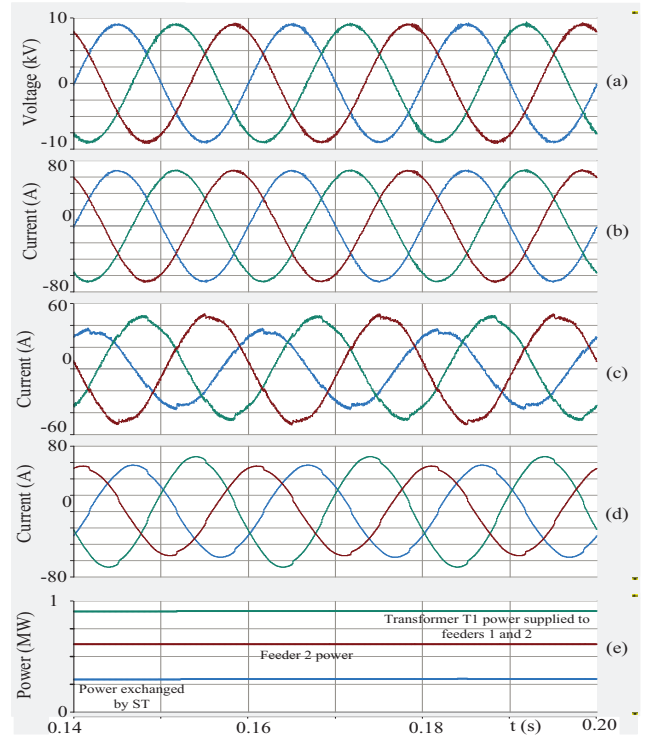 10
Voltage (kV)
0
(a)
-10
80
Current (A)
0
(b)
-80
60
Current (A)
0
(c)
-60
80
Current (A)
0
(d)
-80
1
Power (MW)
Transformer T1 power supplied to
feeders 1 and 2
(e)
Feeder 2 power
Power exchanged
by ST
0
0.14 0.16 0.18 t (s) 0.20